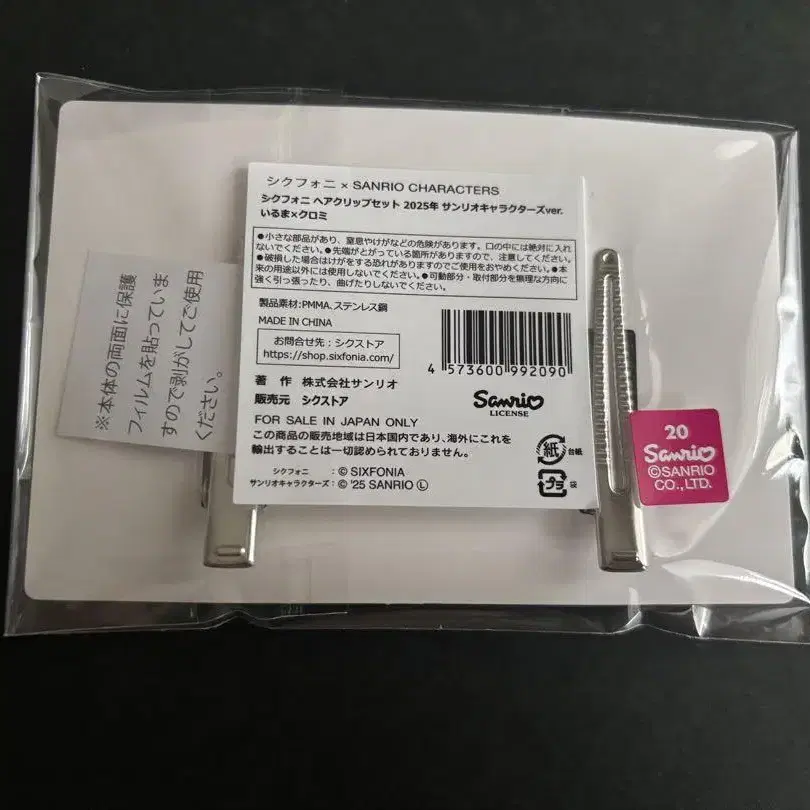 シクフォニ × SANRIO CHARACTERS
シクフォニ ヘアクリップセット 2025年 サンリオキャラクターズver.
いるま×クロミ
●小さな部品があり、窒息やけがなどの危険があります。口の中には絶対に入れ
ないでください。●先端がとがっている箇所がありますので、注意してください。
●破損した場合はけがをする恐れがありますのでご使用をおやめください。●本
来の用途以外には使用しないでください。●可動部分・取付部分を無理な方向に
強く引っ張ったり、曲げたりしないでください。
製品素材:PMMA、ステンレス鋼
MADE IN CHINA
お問合せ先：シクストア
https://shop.sixfonia.com/
4 573600 992090
著 作 株式会社サンリオ
販売元 シクストア
Sanrio
LICENSE
FOR SALE IN JAPAN ONLY
この商品の販売地域は日本国内であり、海外にこれを
輸出することは一切認められておりません。
シクフォニ ：© SIXFONIA
サンリオキャラクターズ：© '25 SANRIO Ⓛ
紙 台紙
プラ 袋
※本体の両面に保護
フィルムを貼っていま
すので剥がしてご使用
ください。
20
Sanrio
©SANRIO
CO.,LTD.